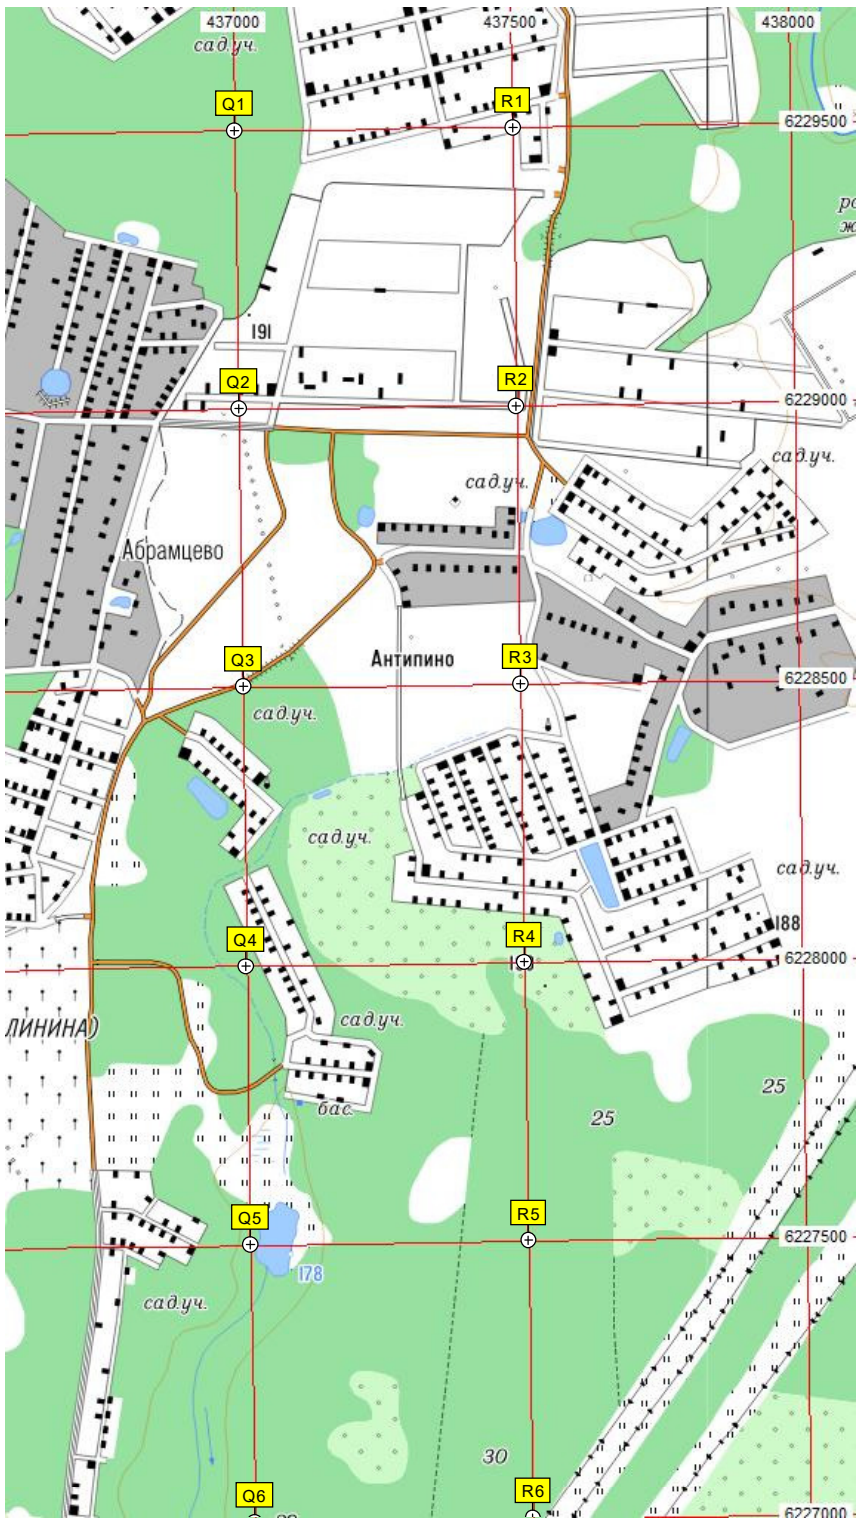 437000
437500
438000
сад.уч.
Q1
R1
6229500
191
Q2
R2
6229000
сад.уч.
сад.уч.
Абрамцево
Антипино
Q3
R3
6228500
сад.уч.
сад.уч.
сад.уч.
188
Q4
R4
6228000
сад.уч.
ЛИНИНА)
25
25
бас.
Q5
R5
6227500
178
сад.уч.
30
Q6
R6
6227000